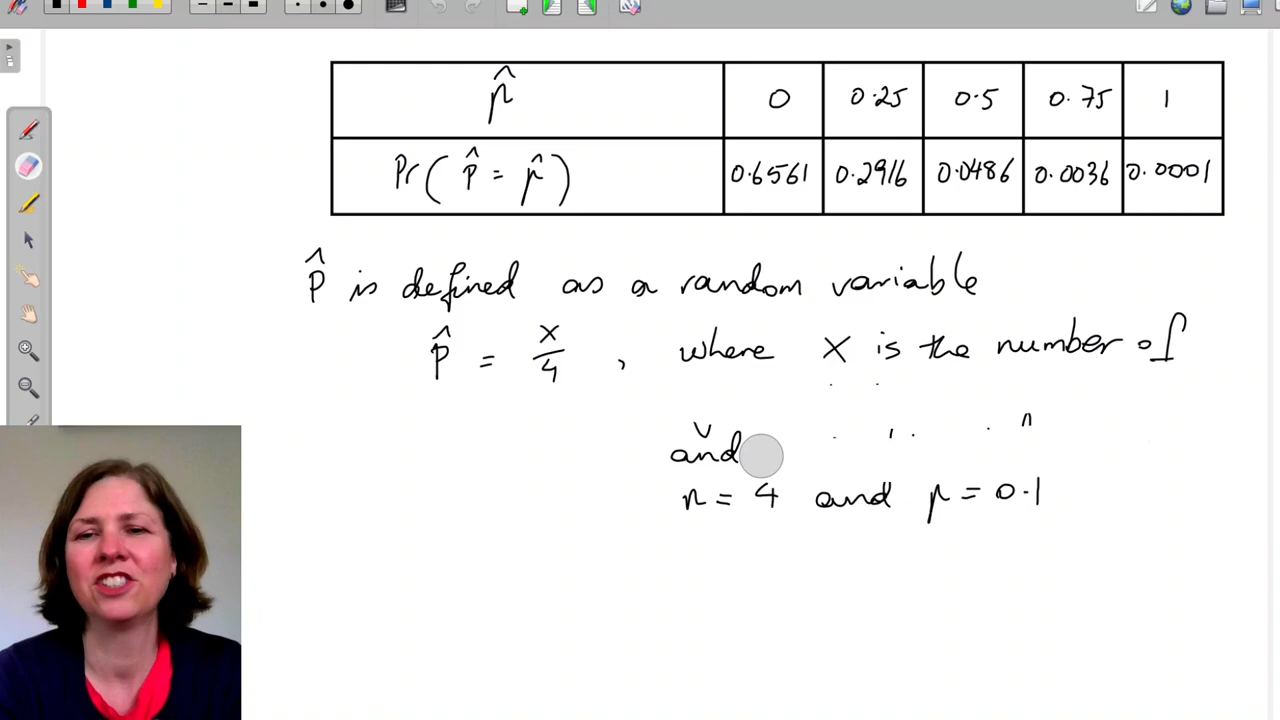 p̂ 0 0.25 0.5 0.75 1
Pr(P̂ = p̂) 0.6561 0.2916 0.0486 0.0036 0.0001
P̂ is defined as a random variable
P̂ = X/4 , where X is the number of
and
n = 4 and p = 0.1